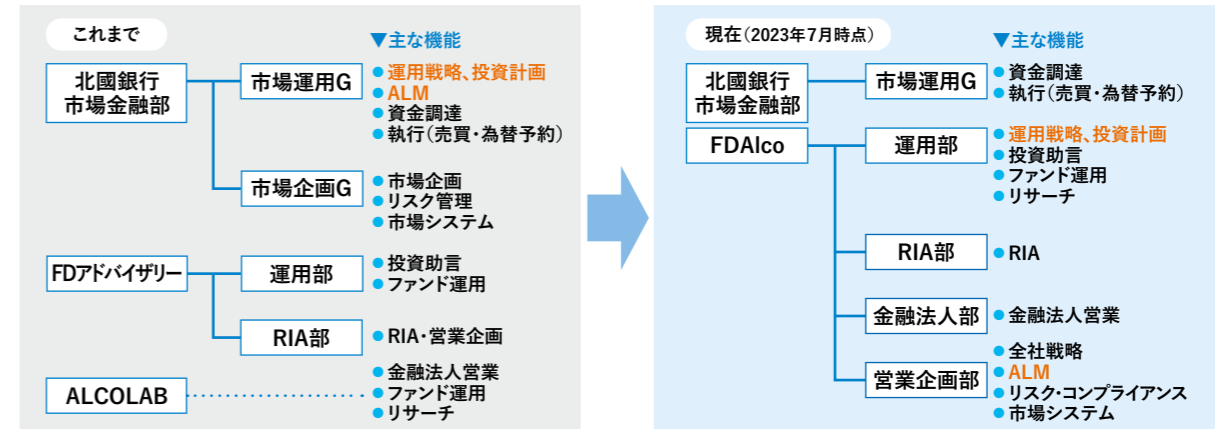 これまで
▼主な機能
北國銀行
市場金融部
市場運用G
●運用戦略、投資計画
●ALM
●資金調達
●執行(売買・為替予約)
市場企画G
●市場企画
●リスク管理
●市場システム
FDアドバイザリー
運用部
●投資助言
●ファンド運用
RIA部
●RIA・営業企画
ALCOLAB
●金融法人営業
●ファンド運用
●リサーチ
現在(2023年7月時点)
▼主な機能
北國銀行
市場金融部
市場運用G
●資金調達
●執行(売買・為替予約)
FDAlco
運用部
●運用戦略、投資計画
●投資助言
●ファンド運用
●リサーチ
RIA部
●RIA
金融法人部
●金融法人営業
営業企画部
●全社戦略
●ALM
●リスク・コンプライアンス
●市場システム